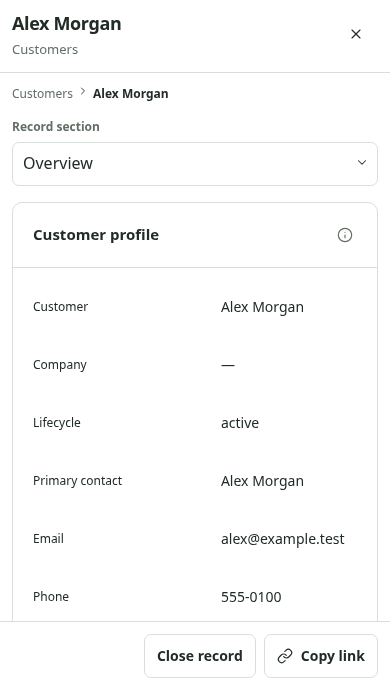 Alex Morgan
Customers
Customers > Alex Morgan
Record section
Overview
Customer profile
Customer Alex Morgan
Company —
Lifecycle active
Primary contact Alex Morgan
Email alex@example.test
Phone 555-0100
Close record Copy link